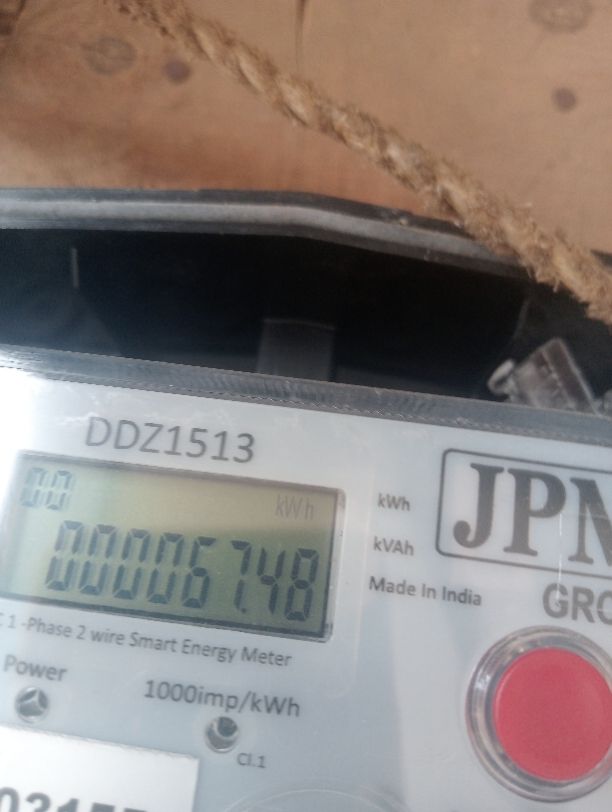 DDZ1513
00 kWh
00006748
kWh
kVAh
Made In India
JPM
GRO
1-Phase 2 wire Smart Energy Meter
Power
1000imp/kWh
Cl.1